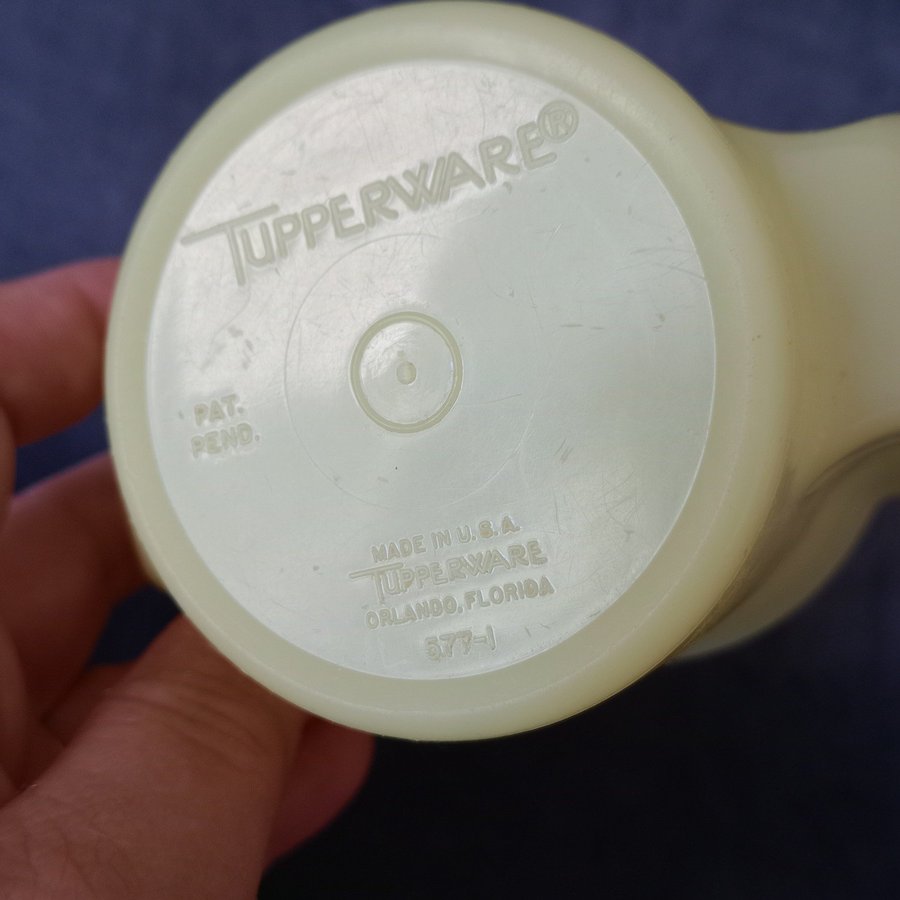 TUPPERWARE®
PAT.
PEND.
MADE IN U.S.A.
TUPPERWARE
ORLANDO, FLORIDA
577-1